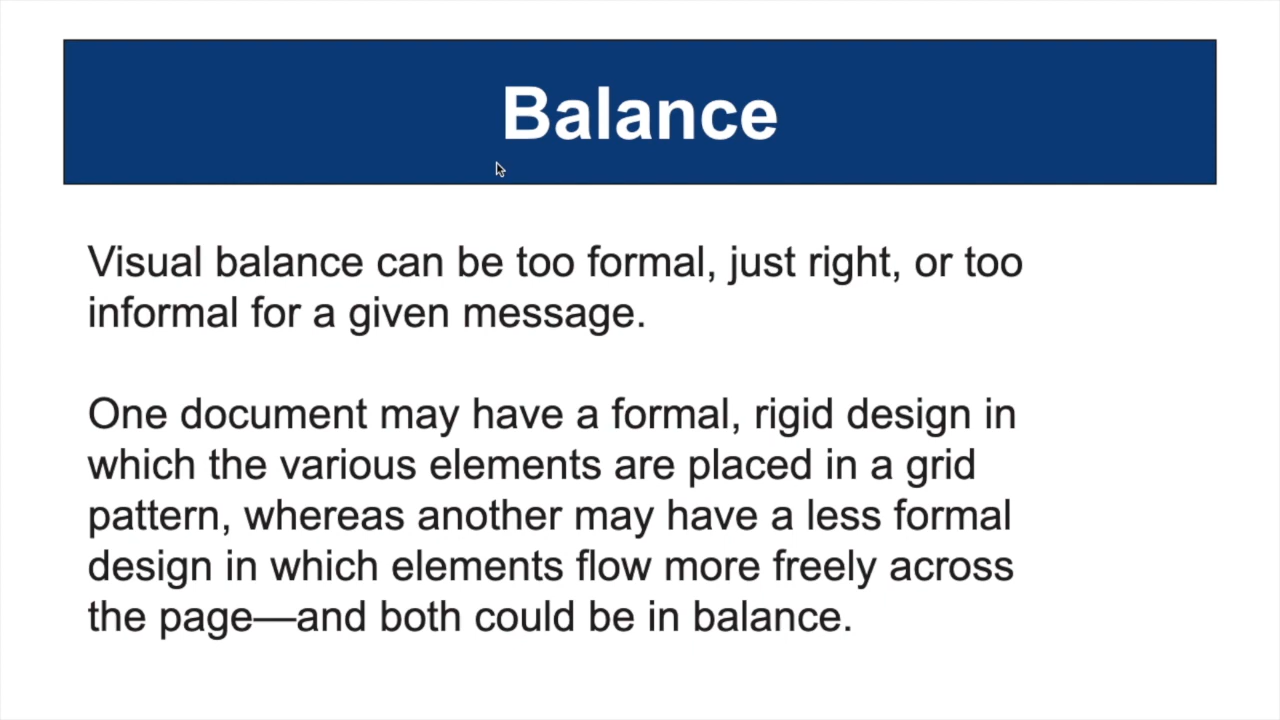 Balance
Visual balance can be too formal, just right, or too
informal for a given message.
One document may have a formal, rigid design in
which the various elements are placed in a grid
pattern, whereas another may have a less formal
design in which elements flow more freely across
the page—and both could be in balance.